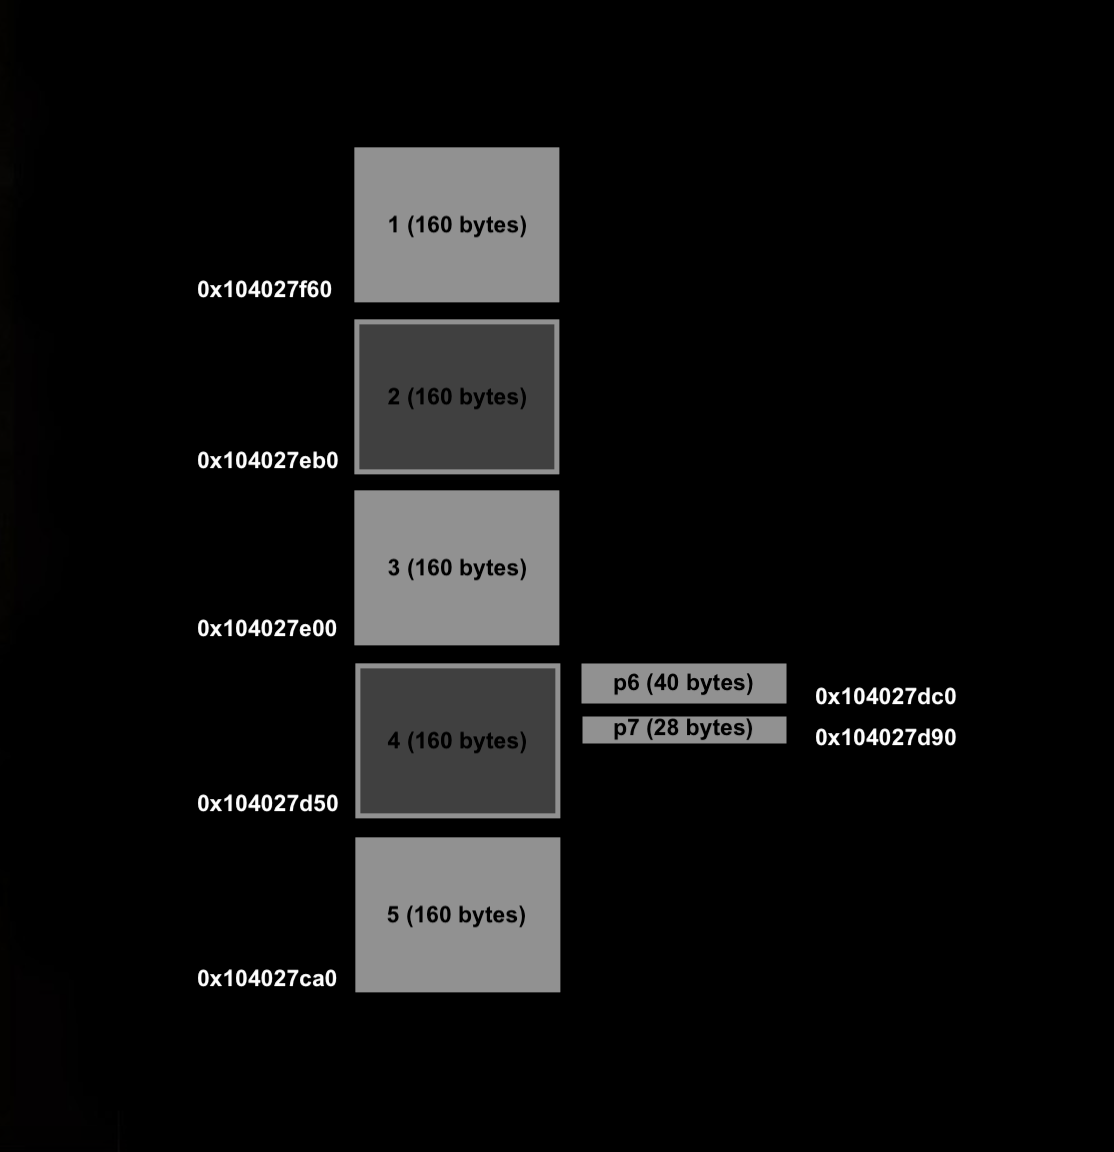 1 (160 bytes)
0x104027f60
2 (160 bytes)
0x104027eb0
3 (160 bytes)
0x104027e00
p6 (40 bytes)
0x104027dc0
p7 (28 bytes)
0x104027d90
4 (160 bytes)
0x104027d50
5 (160 bytes)
0x104027ca0